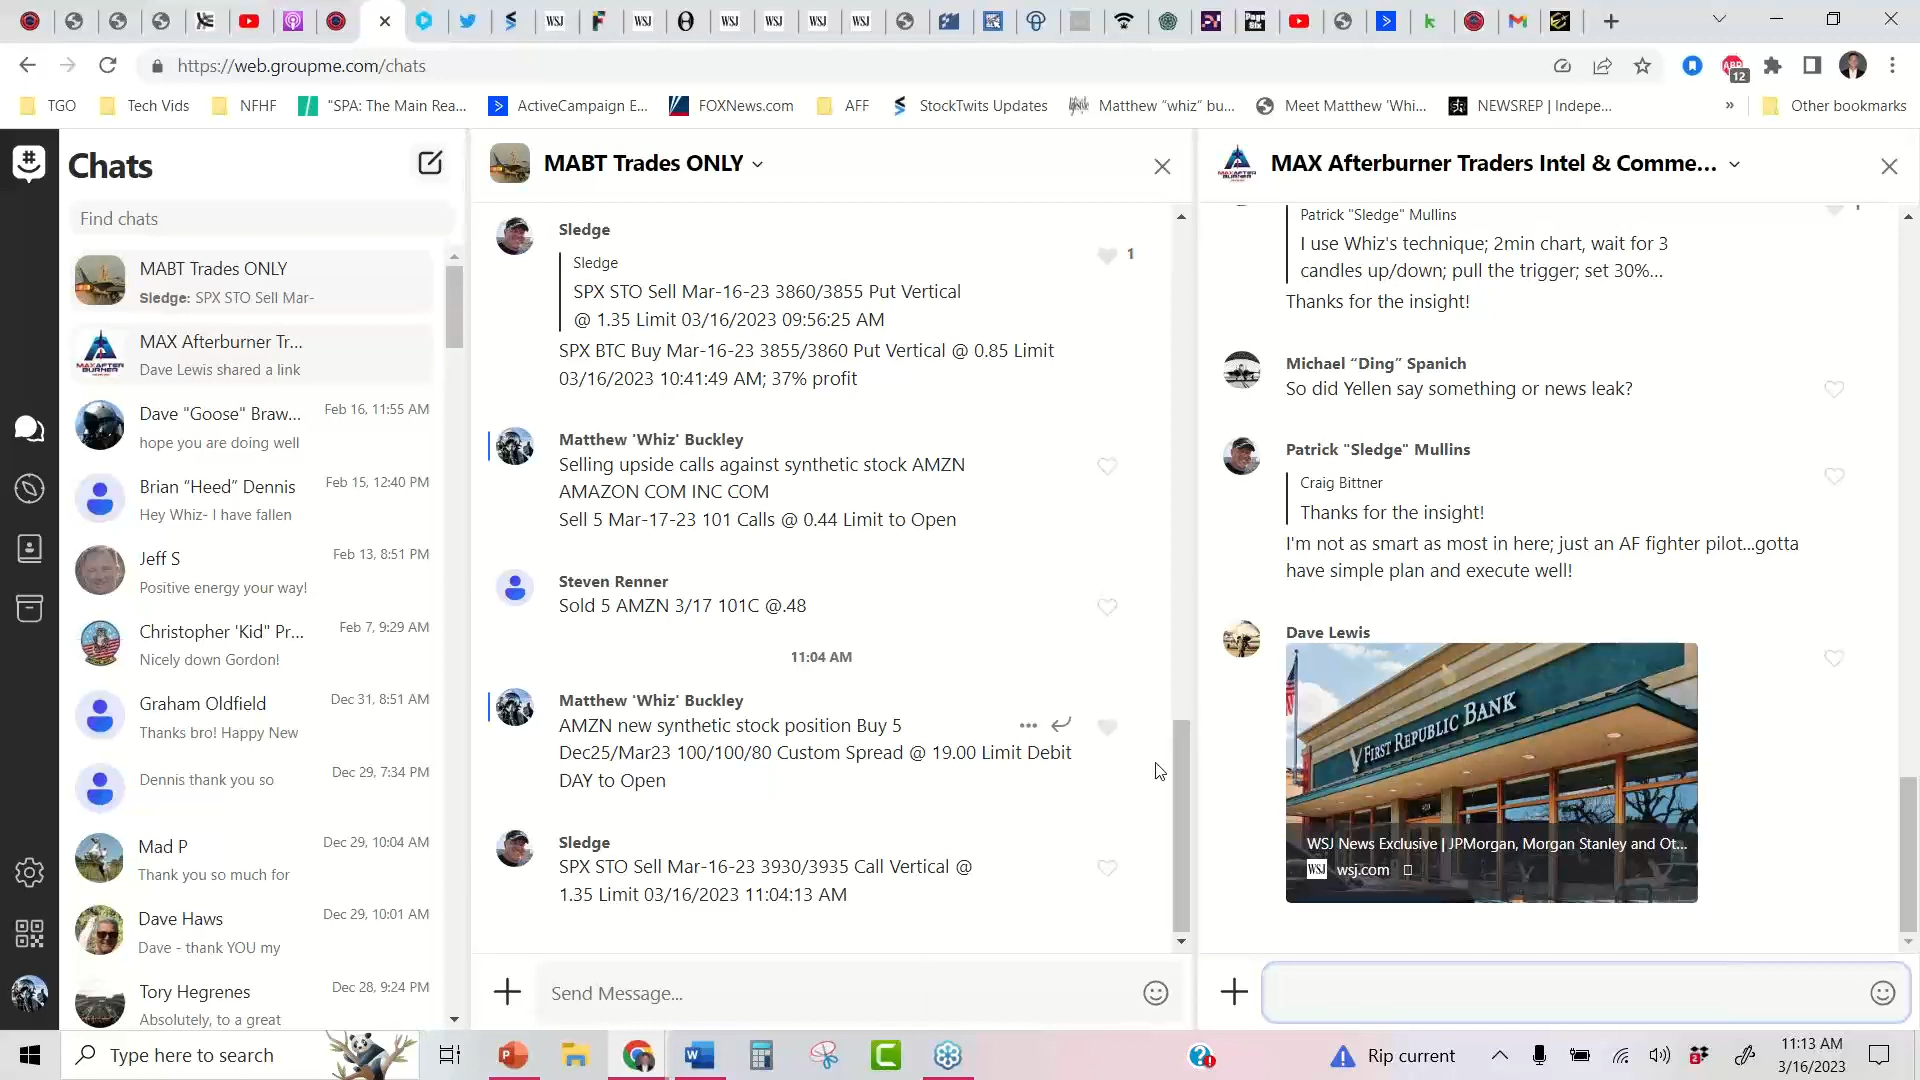 https://web.groupme.com/chats
12
TGO
Tech Vids
NFHF
"SPA: The Main Rea...
ActiveCampaign E...
FOXNews.com
AFF
StockTwits Updates
Matthew "whiz" bu...
Meet Matthew 'Whi...
NEWSREP | Indepe...
»
Other bookmarks
Chats
Find chats
MABT Trades ONLY
Sledge: SPX STO Sell Mar-
MAX Afterburner Tr...
Dave Lewis shared a link
Dave "Goose" Braw...
Feb 16, 11:55 AM
hope you are doing well
Brian “Heed” Dennis
Feb 15, 12:40 PM
Hey Whiz- I have fallen
Jeff S
Feb 13, 8:51 PM
Positive energy your way!
Christopher 'Kid" Pr...
Feb 7, 9:29 AM
Nicely down Gordon!
Graham Oldfield
Dec 31, 8:51 AM
Thanks bro! Happy New
Dec 29, 7:34 PM
Dennis thank you so
Mad P
Dec 29, 10:04 AM
Thank you so much for
Dave Haws
Dec 29, 10:01 AM
Dave - thank YOU my
Tory Hegrenes
Dec 28, 9:24 PM
Absolutely, to a great
MABT Trades ONLY
Sledge
Sledge
SPX STO Sell Mar-16-23 3860/3855 Put Vertical
@ 1.35 Limit 03/16/2023 09:56:25 AM
1
SPX BTC Buy Mar-16-23 3855/3860 Put Vertical @ 0.85 Limit
03/16/2023 10:41:49 AM; 37% profit
Matthew 'Whiz' Buckley
Selling upside calls against synthetic stock AMZN
AMAZON COM INC COM
Sell 5 Mar-17-23 101 Calls @ 0.44 Limit to Open
Steven Renner
Sold 5 AMZN 3/17 101C @.48
11:04 AM
Matthew 'Whiz' Buckley
AMZN new synthetic stock position Buy 5
Dec25/Mar23 100/100/80 Custom Spread @ 19.00 Limit Debit
DAY to Open
Sledge
SPX STO Sell Mar-16-23 3930/3935 Call Vertical @
1.35 Limit 03/16/2023 11:04:13 AM
Send Message...
MAX Afterburner Traders Intel & Comme...
Patrick "Sledge" Mullins
I use Whiz's technique; 2min chart, wait for 3
candles up/down; pull the trigger; set 30%...
Thanks for the insight!
Michael “Ding” Spanich
So did Yellen say something or news leak?
Patrick "Sledge" Mullins
Craig Bittner
Thanks for the insight!
I'm not as smart as most in here; just an AF fighter pilot...gotta
have simple plan and execute well!
Dave Lewis
FIRST REPUBLIC BANK
WSJ News Exclusive | JPMorgan, Morgan Stanley and Ot...
WSJ wsj.com
Type here to search
Rip current
11:13 AM
3/16/2023